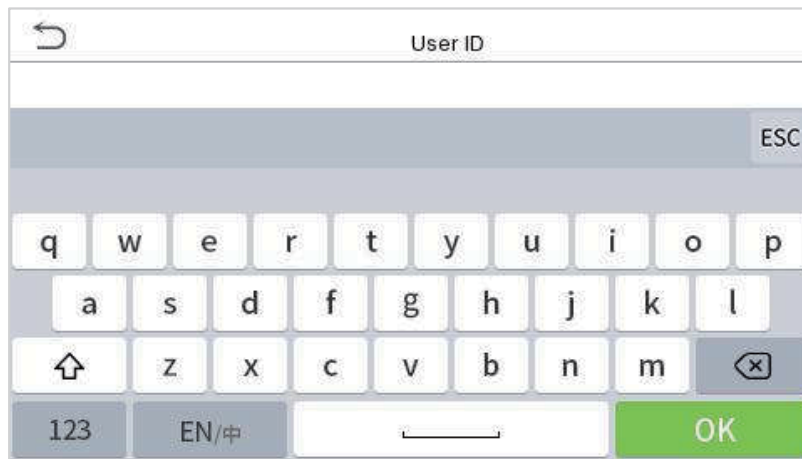 User ID
ESC
q w e r t y u i o p
a s d f g h j k l
z x c v b n m
123 EN/中 OK